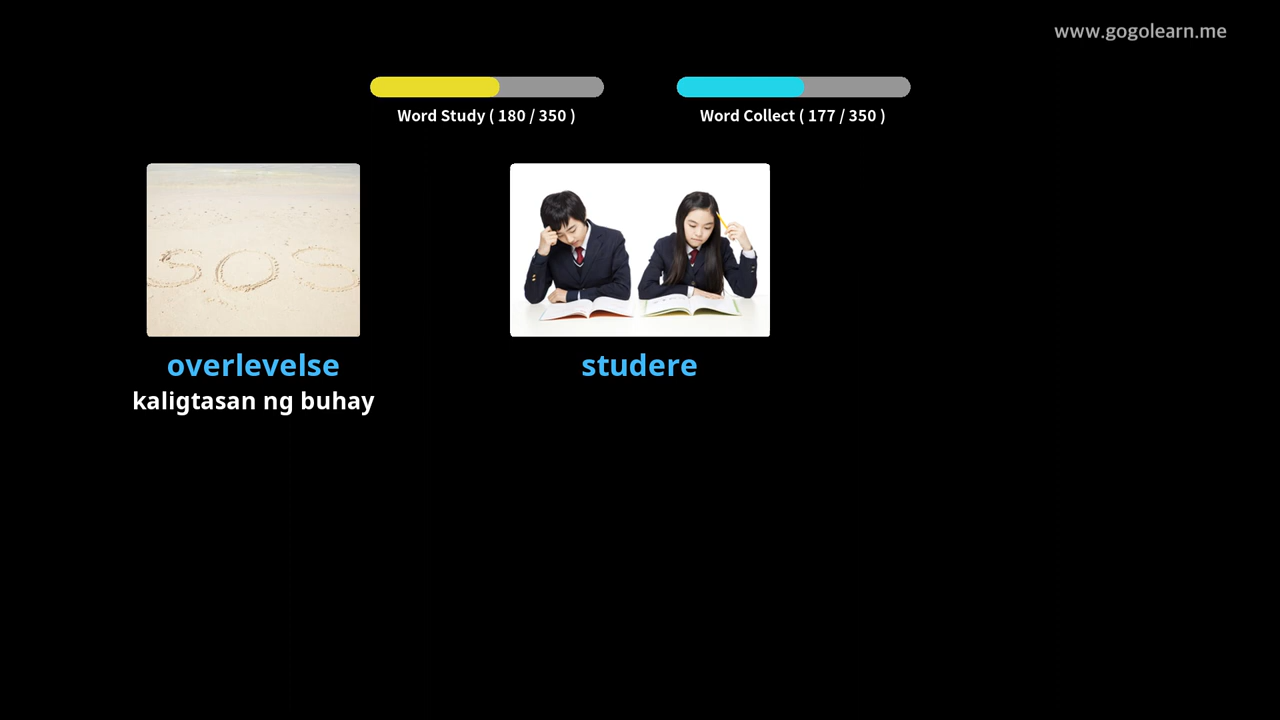 www.gogolearn.me
Word Study ( 180 / 350 )
Word Collect ( 177 / 350 )
SOS
overlevelse
kaligtasan ng buhay
studere